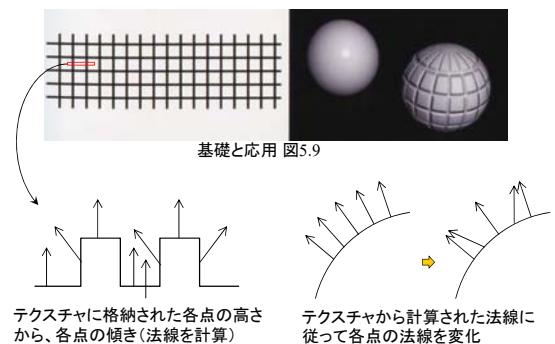 基礎と応用 図5.9
テクスチャに格納された各点の高さ
から、各点の傾き(法線を計算)
テクスチャから計算された法線に
従って各点の法線を変化